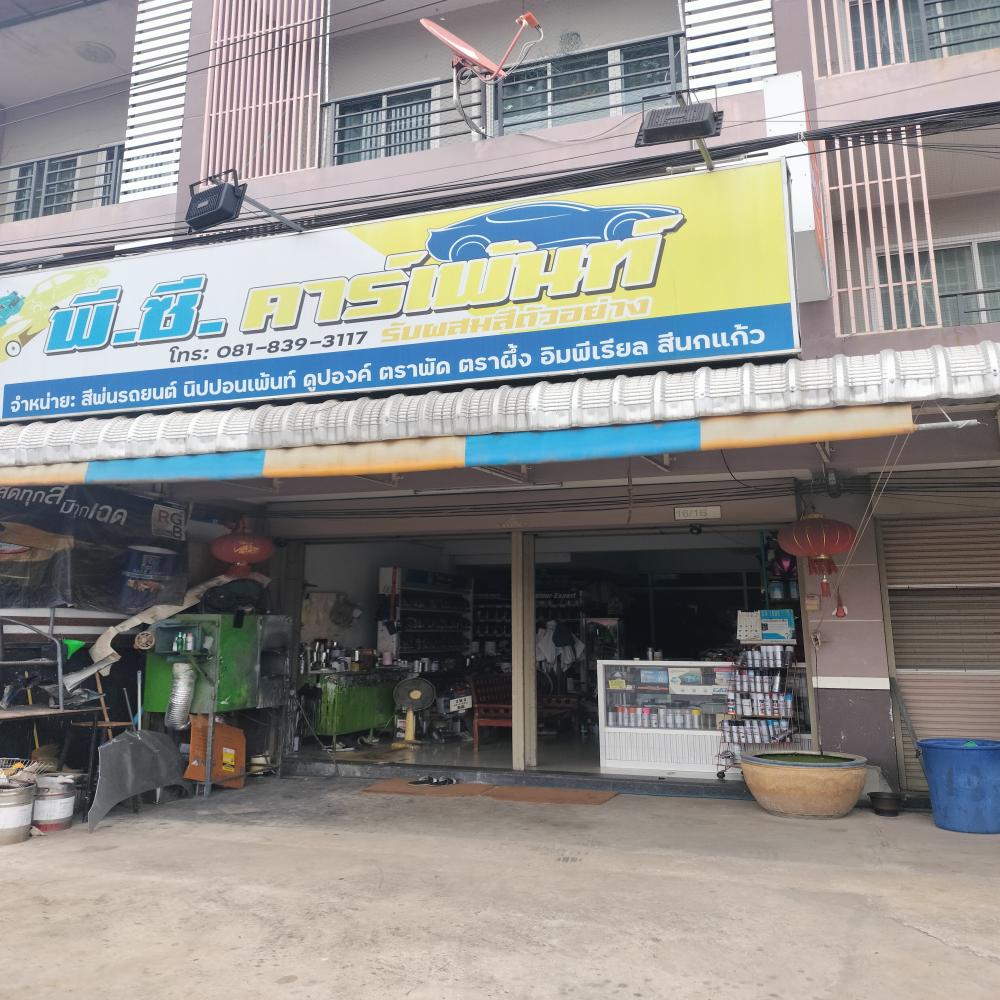 พี_ซี_ คาร์เพ้นท์
โทร: 081-839-3117 รับผสมสีตัวอย่าง
จำหน่าย: สีพ่นรถยนต์ นิปปอนเพ้นท์ ดูปองค์ ตราพัด ตราผึ้ง อิมพีเรียล สีนกแก้ว
16/16
RG
B